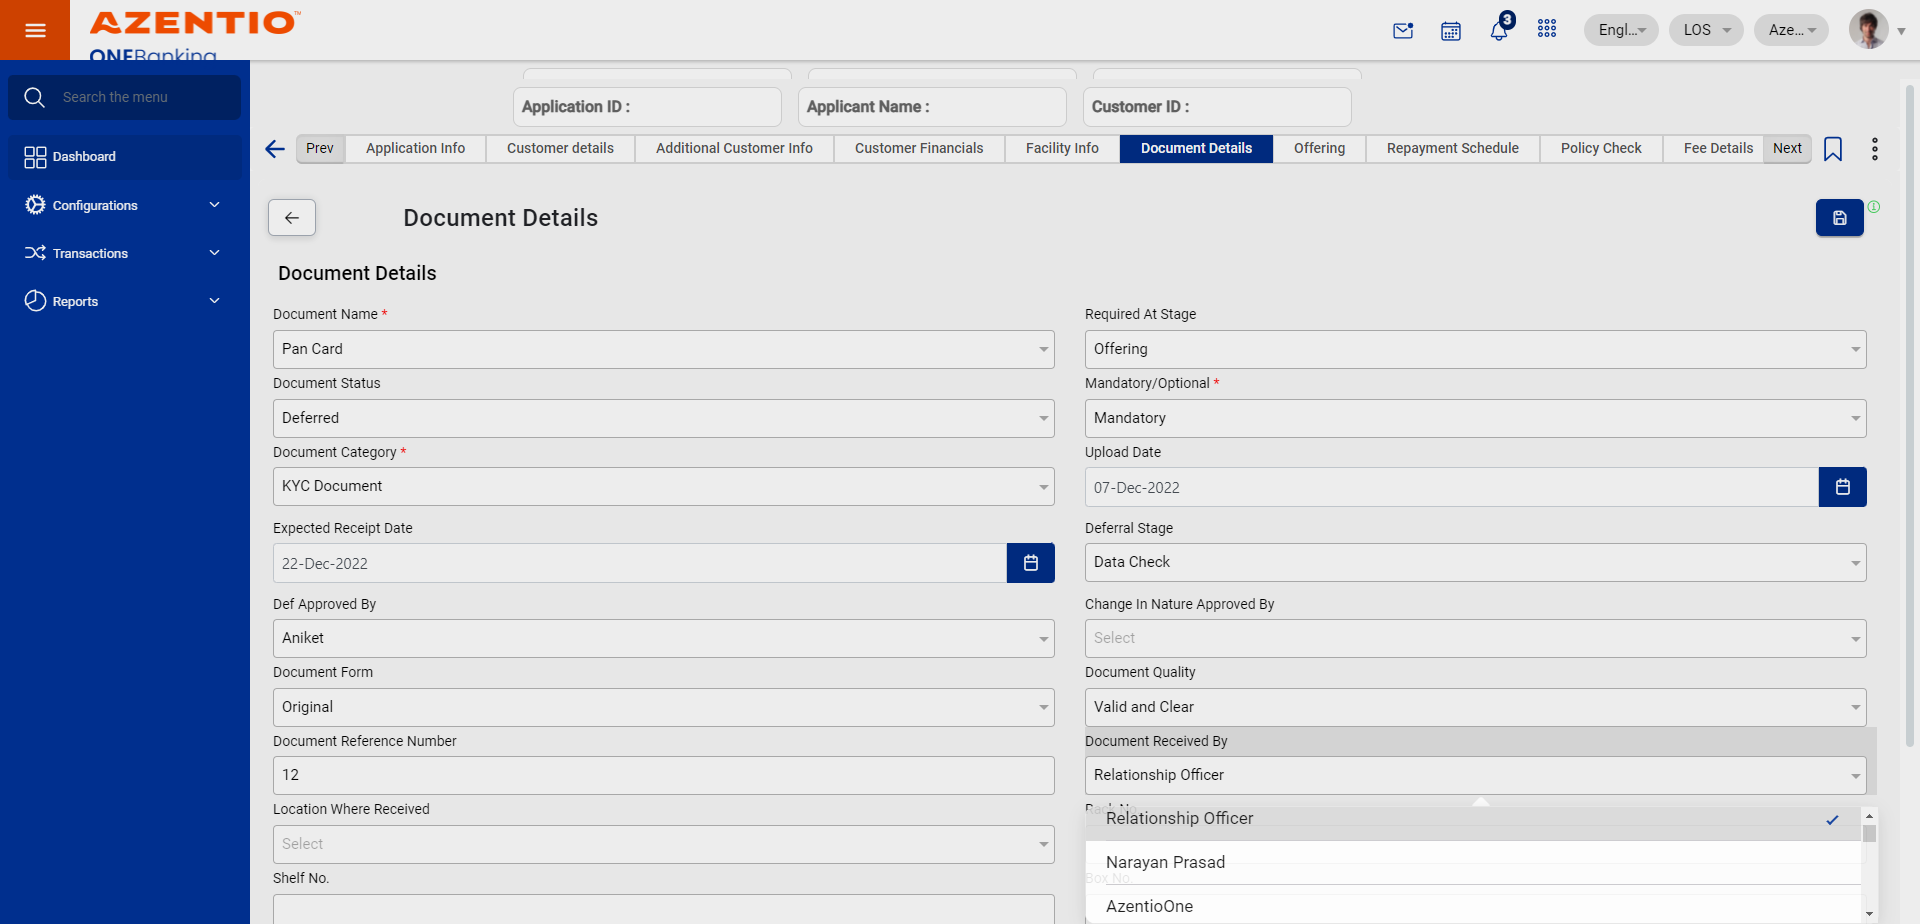 AZENTIO™
ONEBanking
3
Engl...
LOS
Aze...
Search the menu
Dashboard
Configurations
Transactions
Reports
Application ID :
Applicant Name :
Customer ID :
Prev
Application Info
Customer details
Additional Customer Info
Customer Financials
Facility Info
Document Details
Offering
Repayment Schedule
Policy Check
Fee Details
Next
Document Details
Document Details
Document Name *
Required At Stage
Pan Card
Offering
Document Status
Mandatory/Optional *
Deferred
Mandatory
Document Category *
Upload Date
KYC Document
07-Dec-2022
Expected Receipt Date
Deferral Stage
22-Dec-2022
Data Check
Def Approved By
Change In Nature Approved By
Aniket
Select
Document Form
Document Quality
Original
Valid and Clear
Document Reference Number
Document Received By
12
Relationship Officer
Location Where Received
Rack No.
Relationship Officer
Select
Narayan Prasad
Shelf No.
Box No.
AzentioOne